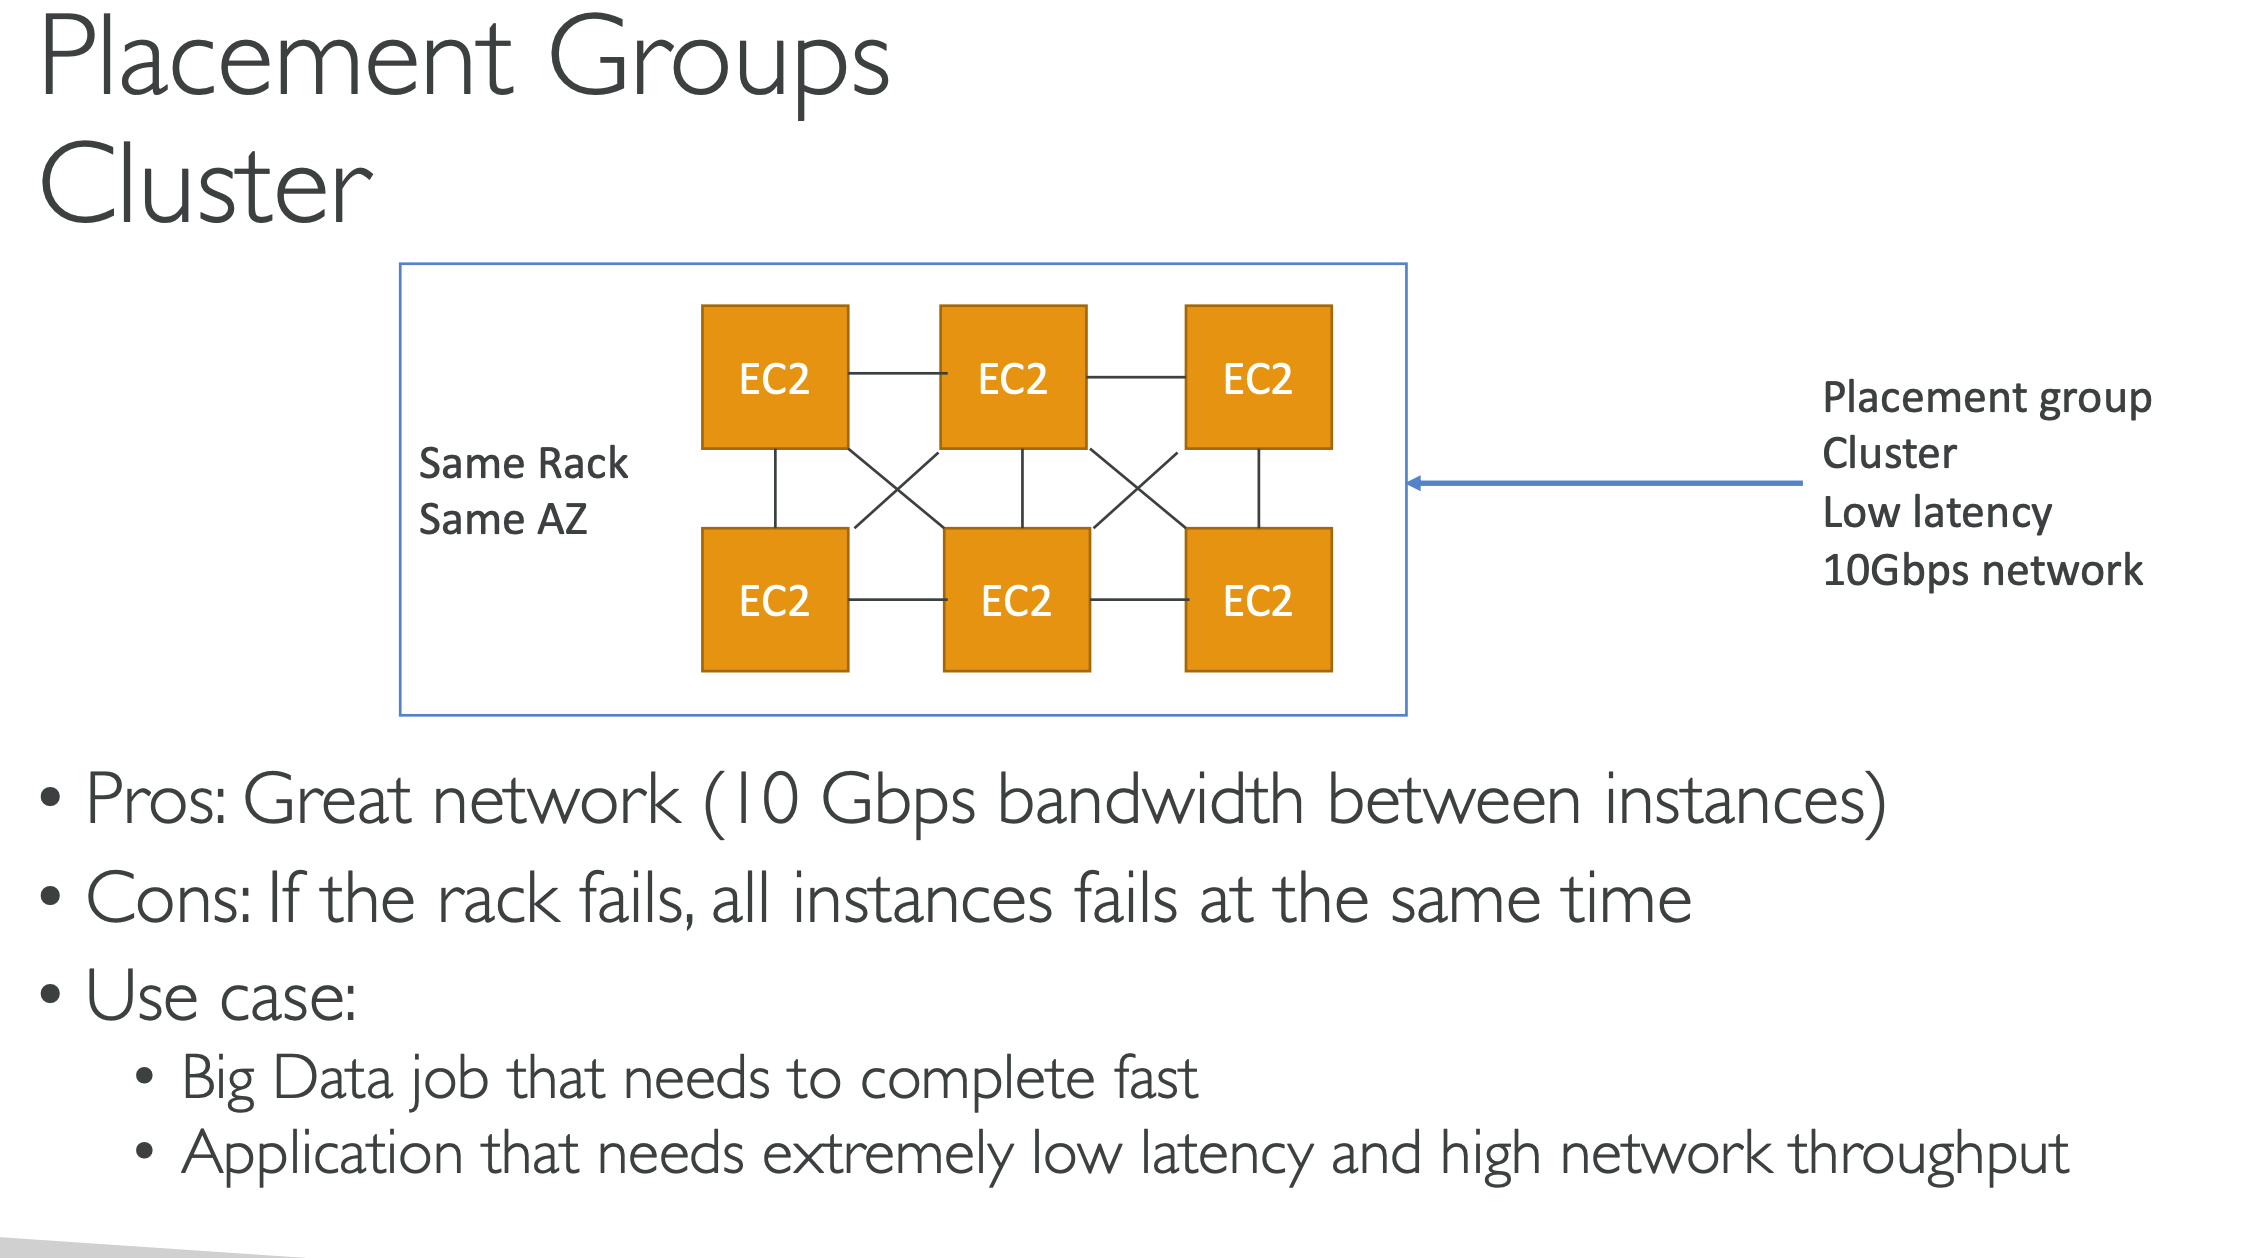 Placement Groups
Cluster
EC2
EC2
EC2
Same Rack
Same AZ
EC2
EC2
EC2
Placement group
Cluster
Low latency
10Gbps network
• Pros: Great network (10 Gbps bandwidth between instances)
• Cons: If the rack fails, all instances fails at the same time
• Use case:
• Big Data job that needs to complete fast
• Application that needs extremely low latency and high network throughput